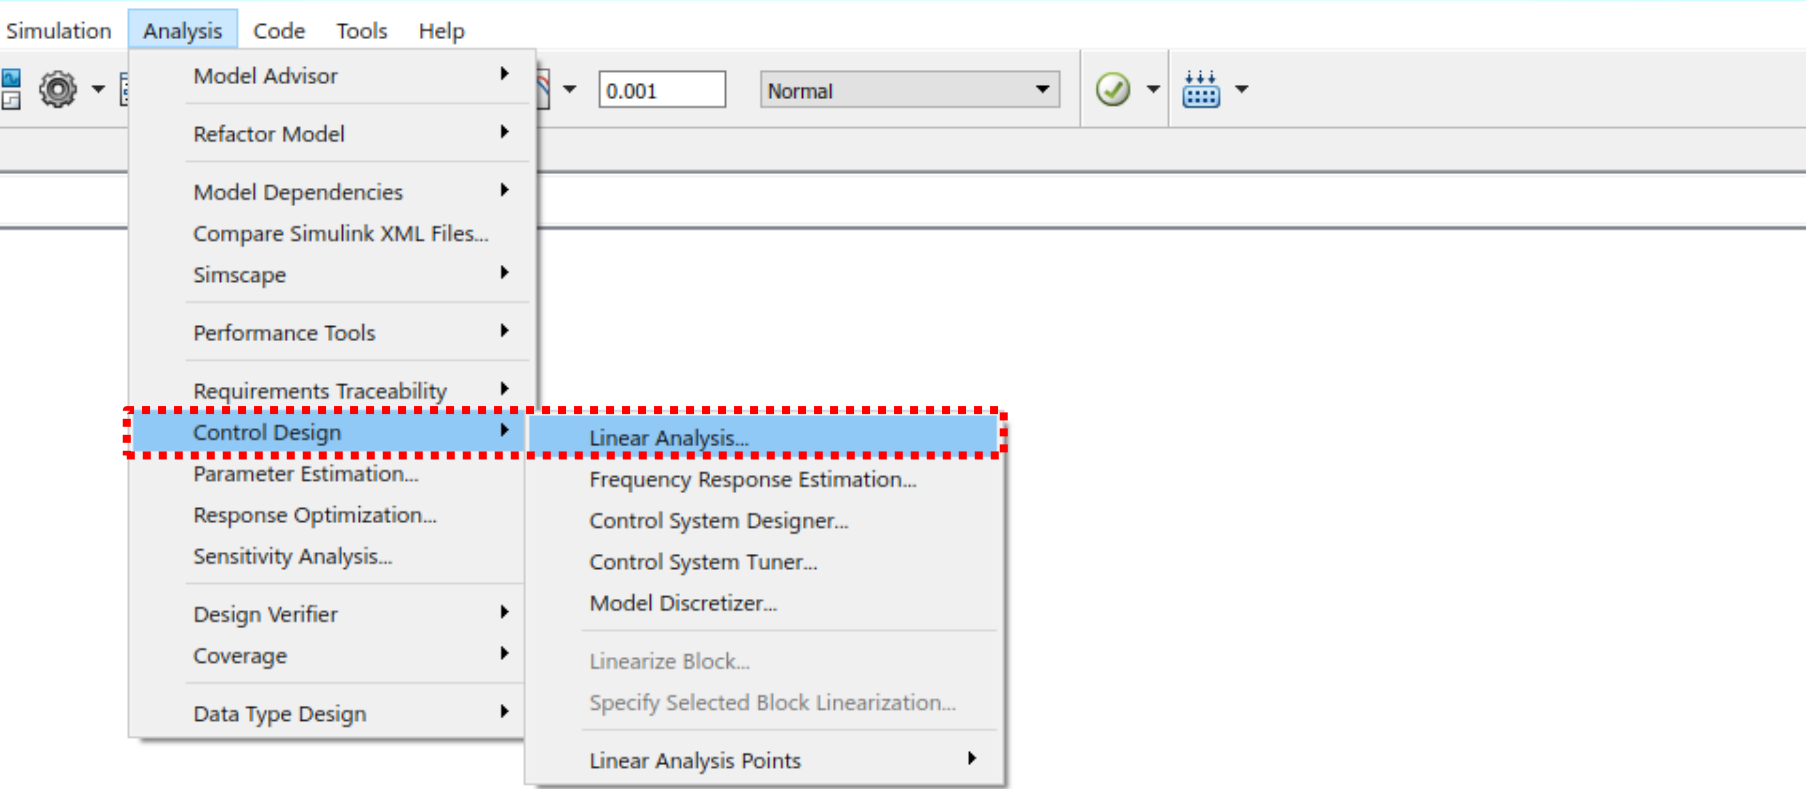 Simulation Analysis Code Tools Help
0.001 Normal
Model Advisor
Refactor Model
Model Dependencies
Compare Simulink XML Files...
Simscape
Performance Tools
Requirements Traceability
Control Design
Parameter Estimation...
Response Optimization...
Sensitivity Analysis...
Design Verifier
Coverage
Data Type Design
Linear Analysis...
Frequency Response Estimation...
Control System Designer...
Control System Tuner...
Model Discretizer...
Linearize Block...
Specify Selected Block Linearization...
Linear Analysis Points